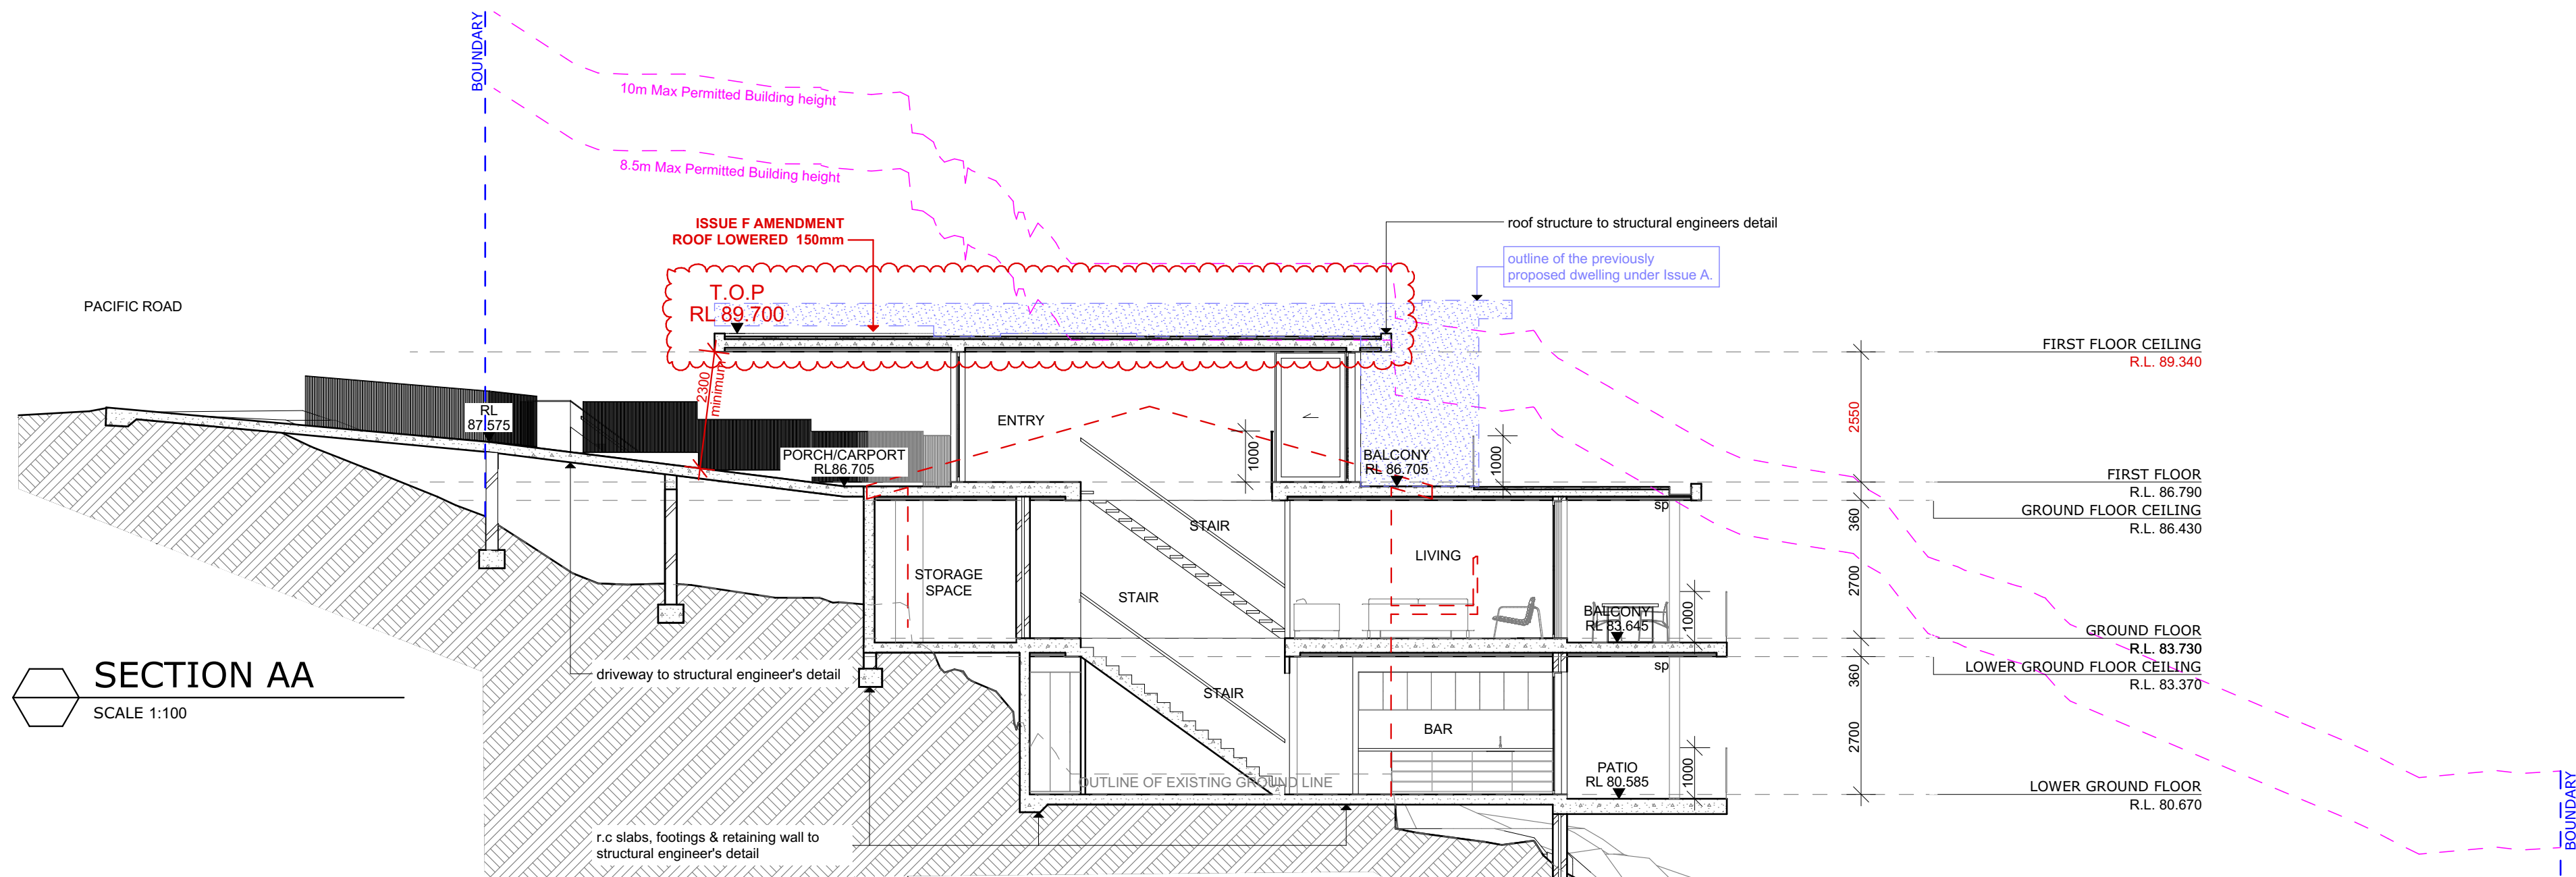 BOUNDARY
10m Max Permitted Building height
8.5m Max Permitted Building height
ISSUE F AMENDMENT
ROOF LOWERED 150mm
roof structure to structural engineers detail
outline of the previously
proposed dwelling under Issue A.
PACIFIC ROAD
T.O.P
RL 89.700
FIRST FLOOR CEILING
R.L. 89.340
2300
minimum
RL
87.575
ENTRY
1000
1000
2550
PORCH/CARPORT
RL86.705
BALCONY
RL 86.705
FIRST FLOOR
R.L. 86.790
sp
360
GROUND FLOOR CEILING
R.L. 86.430
STAIR
LIVING
STORAGE
SPACE
STAIR
2700
BALCONY
RL 83.645
1000
GROUND FLOOR
R.L. 83.730
sp
360
LOWER GROUND FLOOR CEILING
R.L. 83.370
SECTION AA
SCALE 1:100
driveway to structural engineer's detail
STAIR
BAR
2700
PATIO
RL 80.585
1000
OUTLINE OF EXISTING GROUND LINE
LOWER GROUND FLOOR
R.L. 80.670
r.c slabs, footings & retaining wall to
structural engineer's detail
BOUNDARY